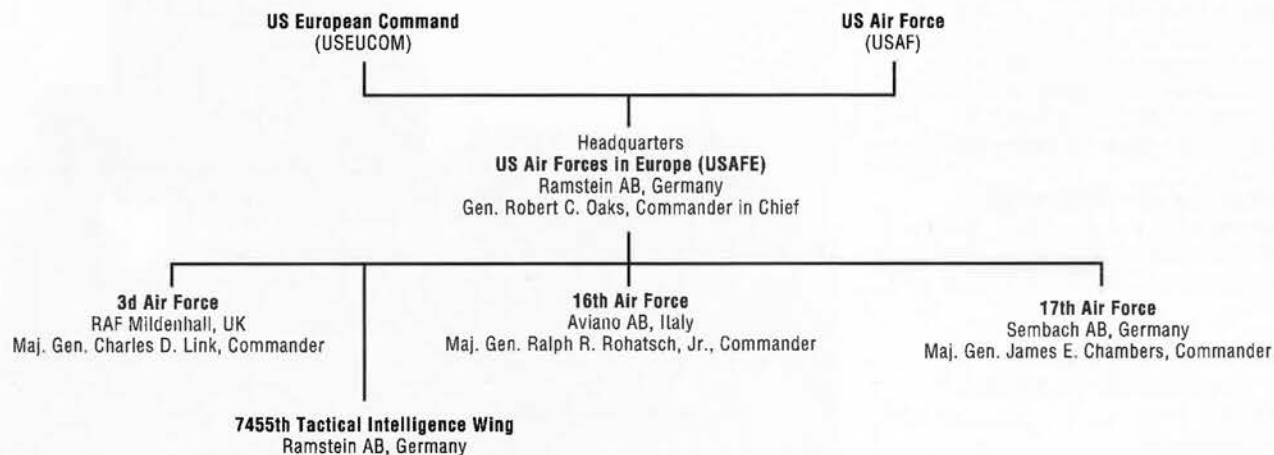 US European Command
(USEUCOM)
US Air Force
(USAF)
Headquarters
US Air Forces in Europe (USAFE)
Ramstein AB, Germany
Gen. Robert C. Oaks, Commander in Chief
3d Air Force
RAF Mildenhall, UK
Maj. Gen. Charles D. Link, Commander
16th Air Force
Aviano AB, Italy
Maj. Gen. Ralph R. Rohatsch, Jr., Commander
17th Air Force
Sembach AB, Germany
Maj. Gen. James E. Chambers, Commander
7455th Tactical Intelligence Wing
Ramstein AB, Germany